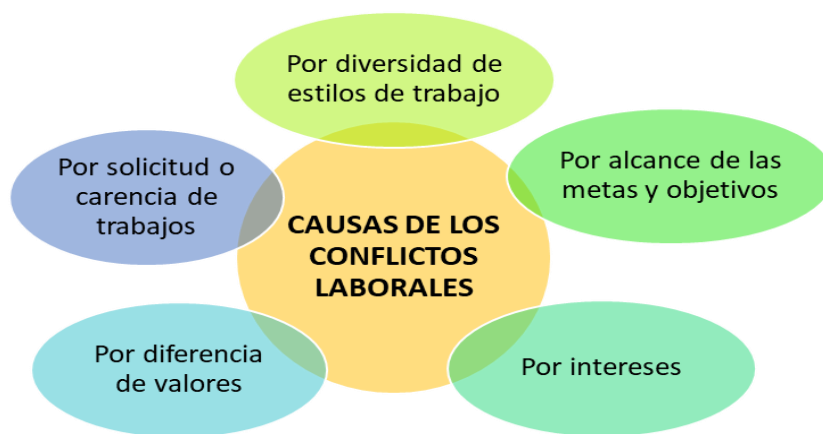 Por diversidad de
estilos de trabajo
Por alcance de las
metas y objetivos
Por intereses
Por diferencia
de valores
Por solicitud o
carencia de
trabajos
CAUSAS DE LOS
CONFLICTOS
LABORALES